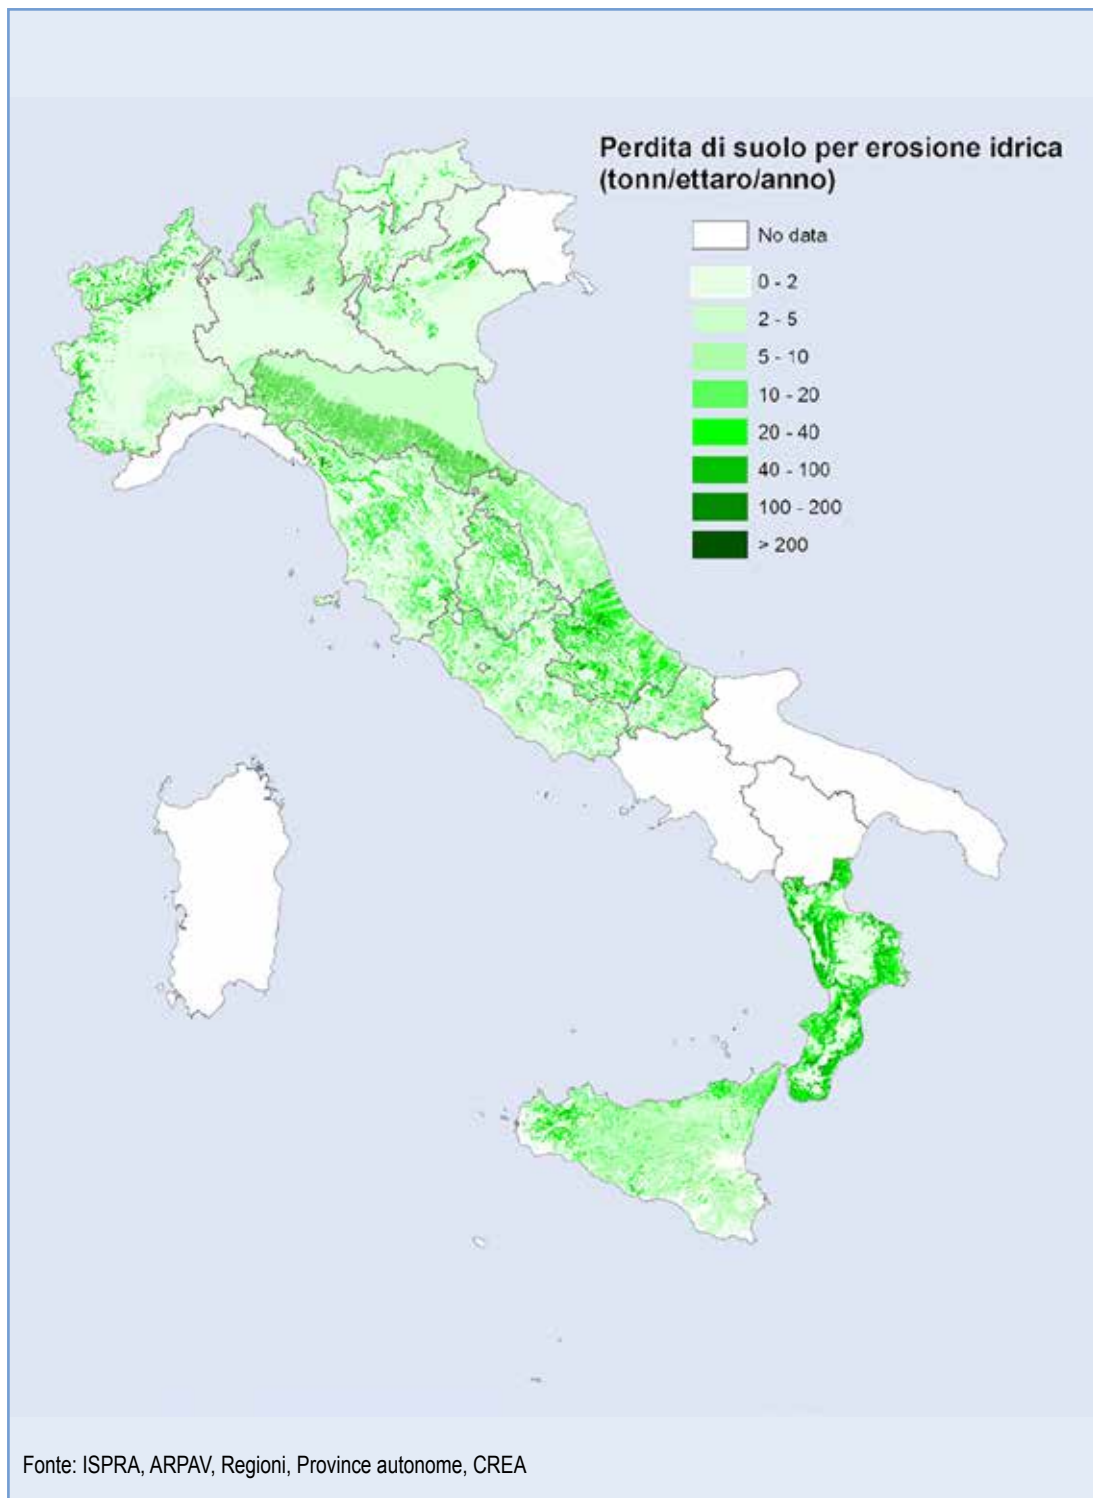 Perdita di suolo per erosione idrica
(tonn/ettaro/anno)
No data
0 - 2
2 - 5
5 - 10
10 - 20
20 - 40
40 - 100
100 - 200
> 200
Fonte: ISPRA, ARPAV, Regioni, Province autonome, CREA